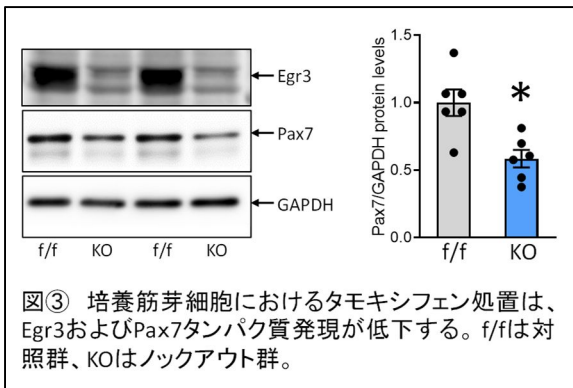 Egr3
Pax7
GAPDH
f/f KO f/f KO
Pax7/GAPDH protein levels
1.5
1.0
0.5
0.0
*
f/f KO
図③ 培養筋芽細胞におけるタモキシフェン処置は、
Egr3およびPax7タンパク質発現が低下する。f/fは対
照群、KOはノックアウト群。